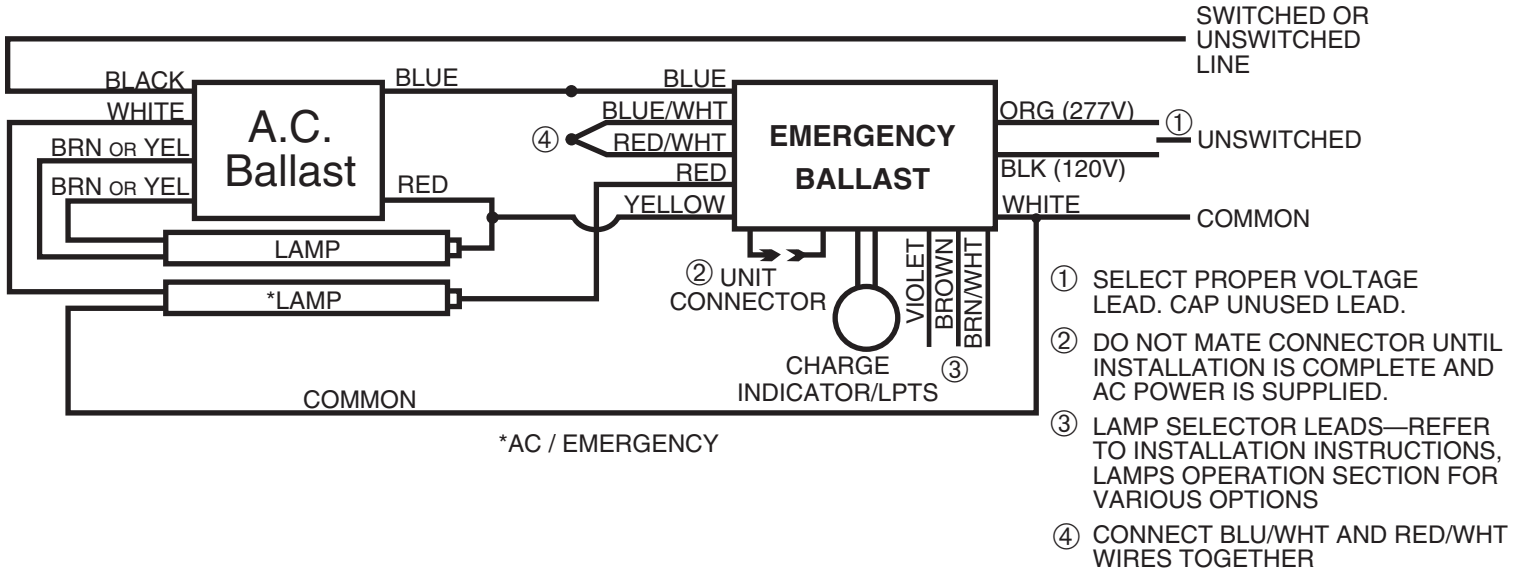 SWITCHED OR
UNSWITCHED
LINE
BLACK
WHITE
BRN OR YEL
BRN OR YEL
A.C.
Ballast
BLUE
RED
BLUE
BLUE/WHT
④
RED/WHT
RED
YELLOW
EMERGENCY
BALLAST
ORG (277V)
①
UNSWITCHED
BLK (120V)
WHITE
COMMON
LAMP
*LAMP
② UNIT
CONNECTOR
VIOLET
BROWN
BRN/WHT
③
CHARGE
INDICATOR/LPTS
COMMON
*AC / EMERGENCY
① SELECT PROPER VOLTAGE
LEAD. CAP UNUSED LEAD.
② DO NOT MATE CONNECTOR UNTIL
INSTALLATION IS COMPLETE AND
AC POWER IS SUPPLIED.
③ LAMP SELECTOR LEADS—REFER
TO INSTALLATION INSTRUCTIONS,
LAMPS OPERATION SECTION FOR
VARIOUS OPTIONS
④ CONNECT BLU/WHT AND RED/WHT
WIRES TOGETHER